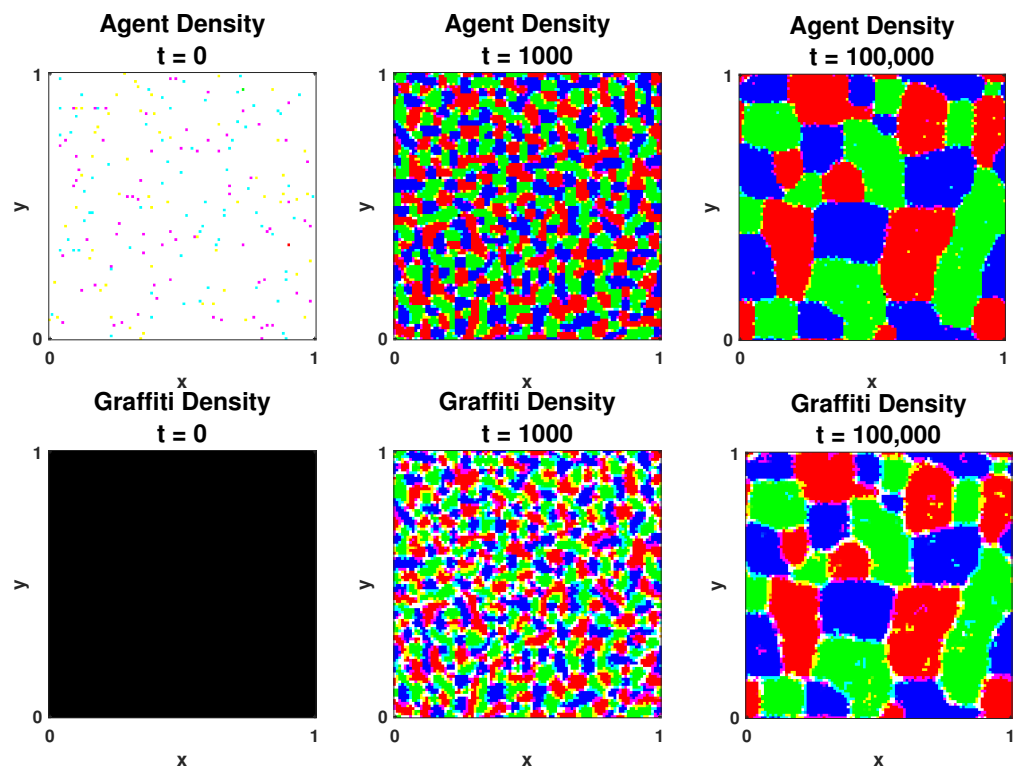 Agent Density
t = 0
1
y
0
0
1
x
Agent Density
t = 1000
1
y
0
0
1
x
Agent Density
t = 100,000
1
y
0
0
1
x
Graffiti Density
t = 0
1
y
0
0
1
x
Graffiti Density
t = 1000
1
y
0
0
1
x
Graffiti Density
t = 100,000
1
y
0
0
1
x